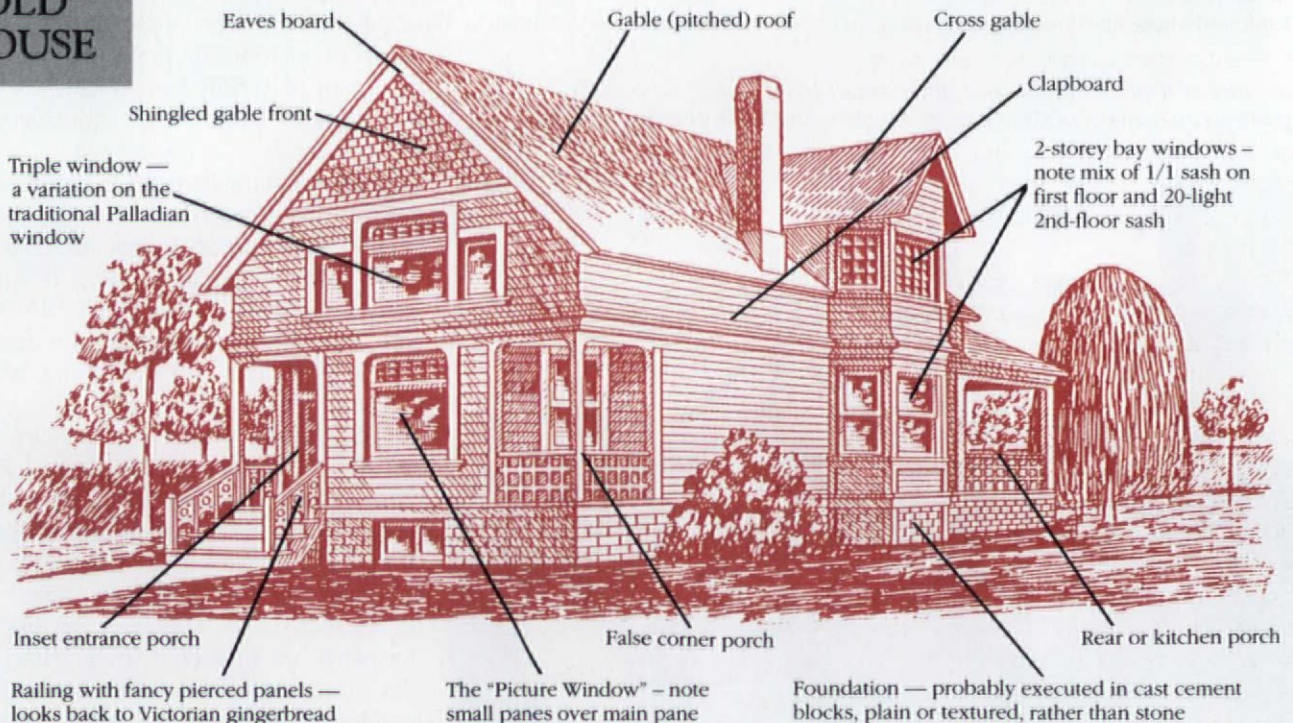 OLD
HOUSE
Eaves board
Gable (pitched) roof
Cross gable
Shingled gable front
Clapboard
Triple window —
a variation on the
traditional Palladian
window
2-storey bay windows –
note mix of 1/1 sash on
first floor and 20-light
2nd-floor sash
Inset entrance porch
False corner porch
Rear or kitchen porch
Railing with fancy pierced panels —
looks back to Victorian gingerbread
The "Picture Window" – note
small panes over main pane
Foundation — probably executed in cast cement
blocks, plain or textured, rather than stone